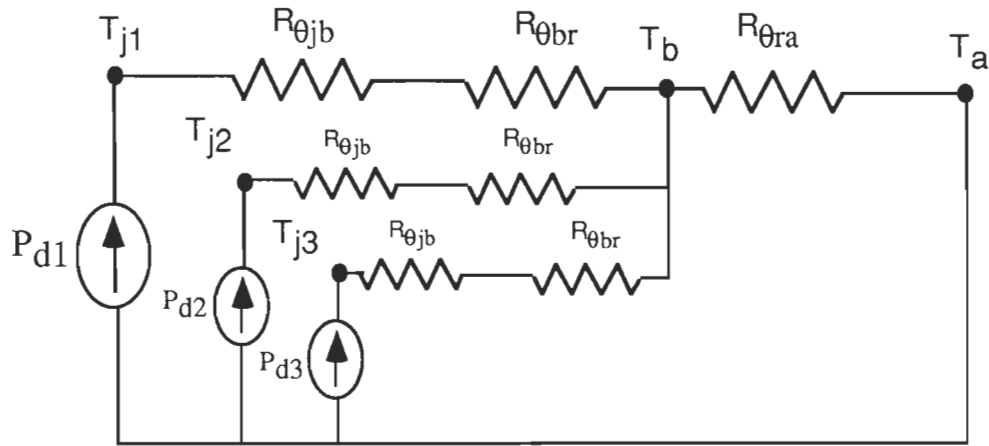 Tj1
Rθjb
Rθbr
Tb
Rθra
Ta
Tj2
Rθjb
Rθbr
Tj3
Rθjb
Rθbr
Pd1
Pd2
Pd3